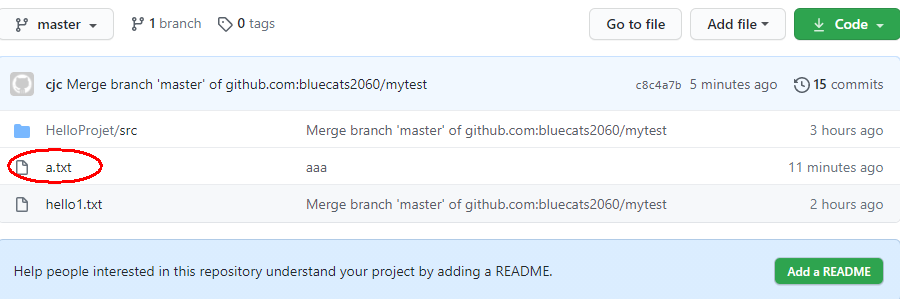 master 1 branch 0 tags Go to file Add file Code
cjc Merge branch 'master' of github.com:bluecats2060/mytest c8c4a7b 5 minutes ago 15 commits
HelloProjet/src Merge branch 'master' of github.com:bluecats2060/mytest 3 hours ago
a.txt aaa 11 minutes ago
hello1.txt Merge branch 'master' of github.com:bluecats2060/mytest 2 hours ago
Help people interested in this repository understand your project by adding a README. Add a README